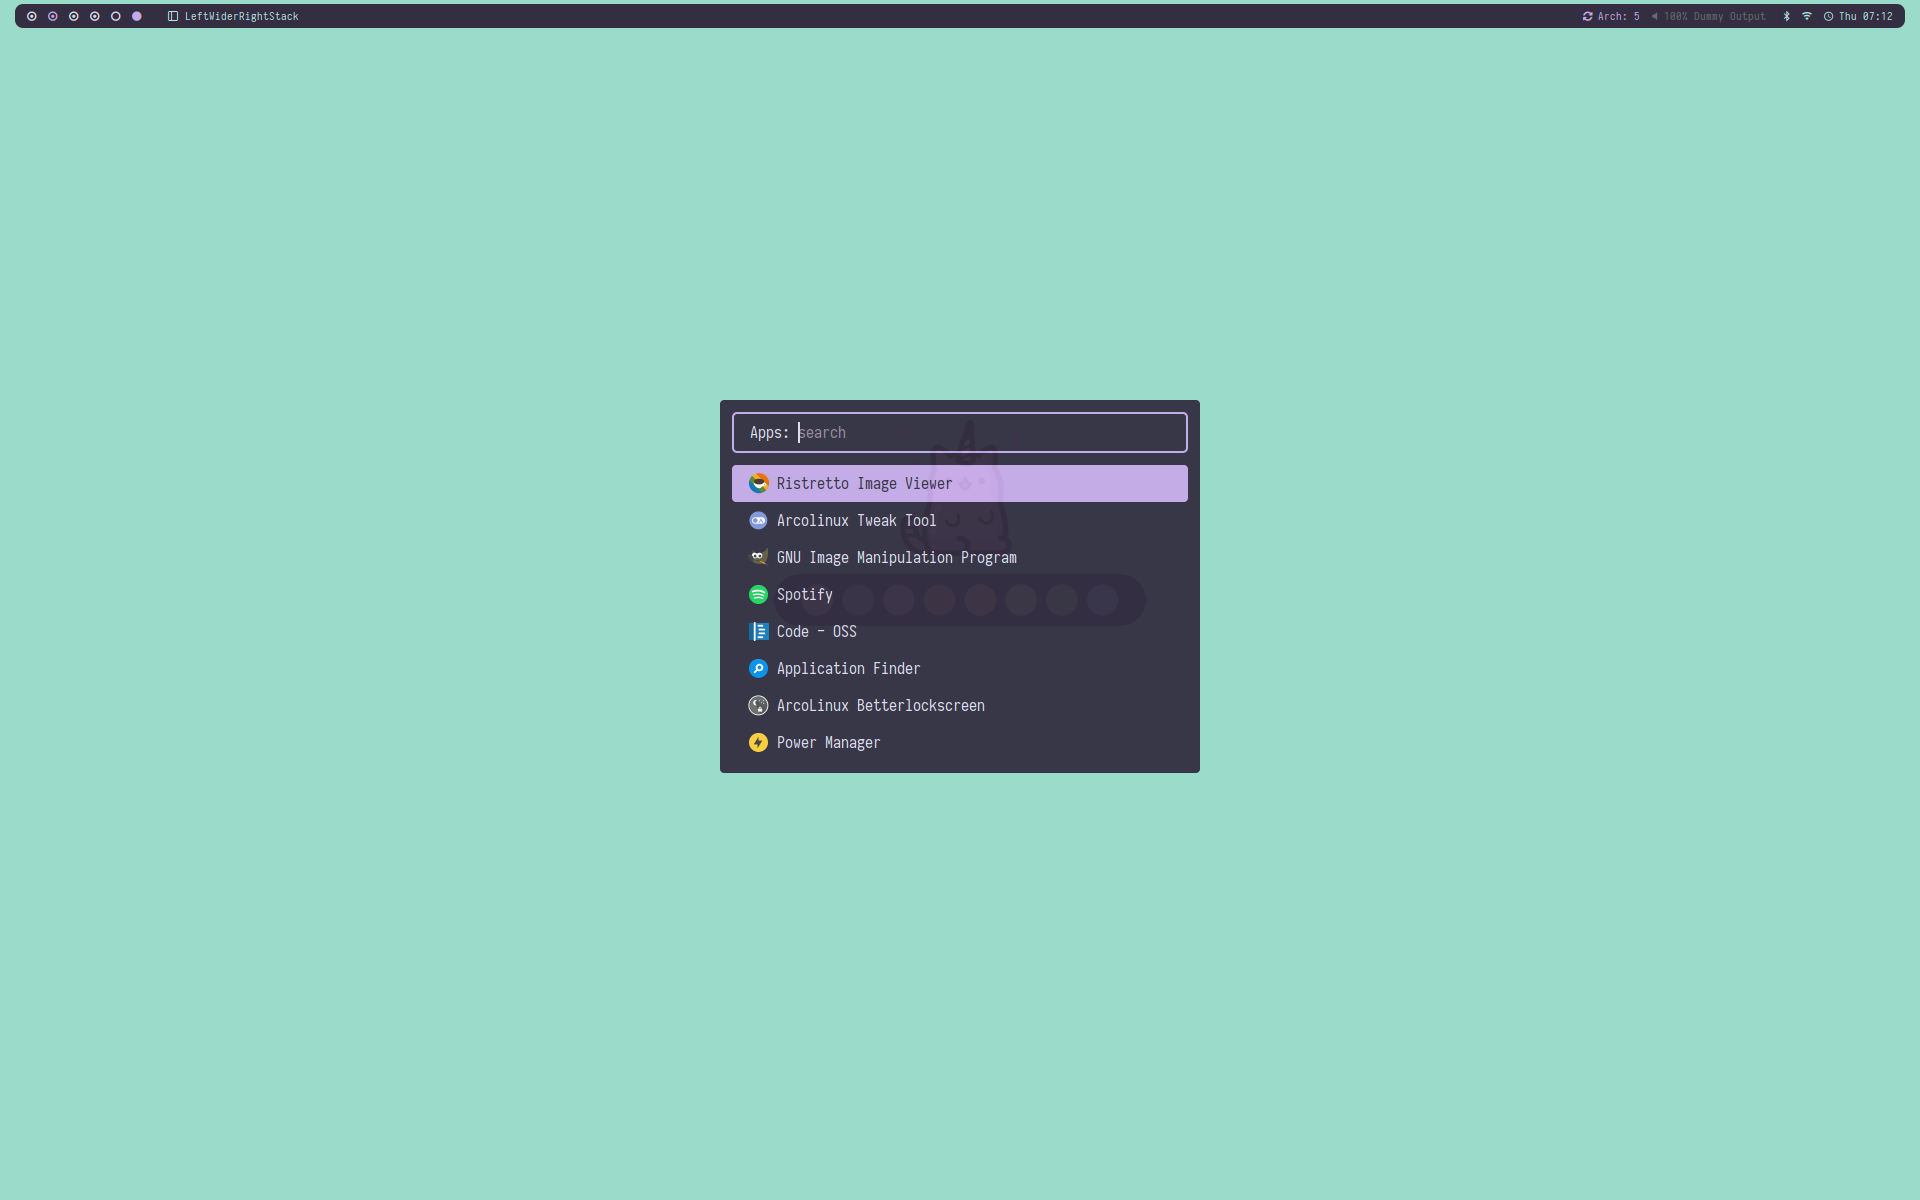 LeftWiderRightStack
Arch: 5 100% Dummy Output Thu 07:12
Apps: search
Ristretto Image Viewer
Arcolinux Tweak Tool
GNU Image Manipulation Program
Spotify
Code - OSS
Application Finder
ArcoLinux Betterlockscreen
Power Manager